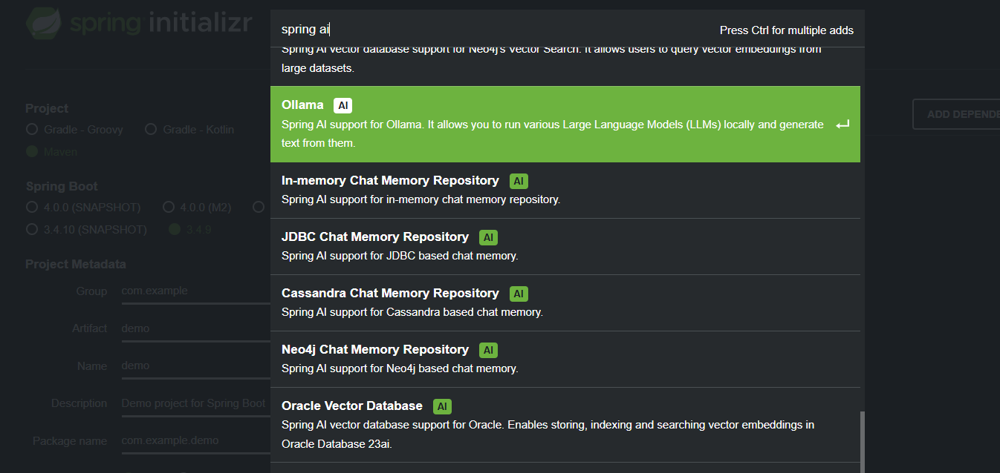 spring initializr
spring ai
Press Ctrl for multiple adds
Spring AI vector database support for Neo4j's Vector Search. It allows users to query vector embeddings from
large datasets.
Ollama AI
Spring AI support for Ollama. It allows you to run various Large Language Models (LLMs) locally and generate
text from them.
In-memory Chat Memory Repository AI
Spring AI support for in-memory chat memory repository.
JDBC Chat Memory Repository AI
Spring AI support for JDBC based chat memory.
Cassandra Chat Memory Repository AI
Spring AI support for Cassandra based chat memory.
Neo4j Chat Memory Repository AI
Spring AI support for Neo4j based chat memory.
Oracle Vector Database AI
Spring AI vector database support for Oracle. Enables storing, indexing and searching vector embeddings in
Oracle Database 23ai.
Project
Gradle - Groovy Gradle - Kotlin
Maven
Spring Boot
4.0.0 (SNAPSHOT) 4.0.0 (M2)
3.4.10 (SNAPSHOT) 3.4.9
Project Metadata
Group com.example
Artifact demo
Name demo
Description Demo project for Spring Boot
Package name com.example.demo
ADD DEPENDE